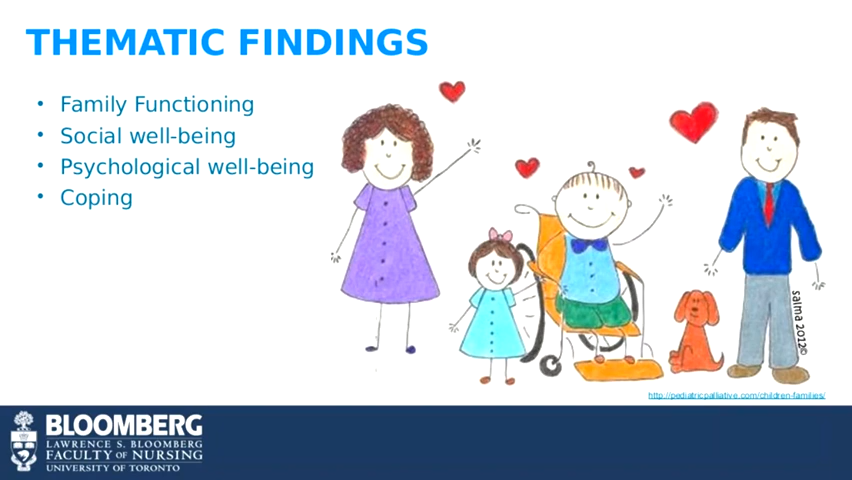 THEMATIC FINDINGS
• Family Functioning
• Social well-being
• Psychological well-being
• Coping
salma 2012©
http://pediatricpalliative.com/children-families/
BLOOMBERG
LAWRENCE S. BLOOMBERG
FACULTY OF NURSING
UNIVERSITY OF TORONTO